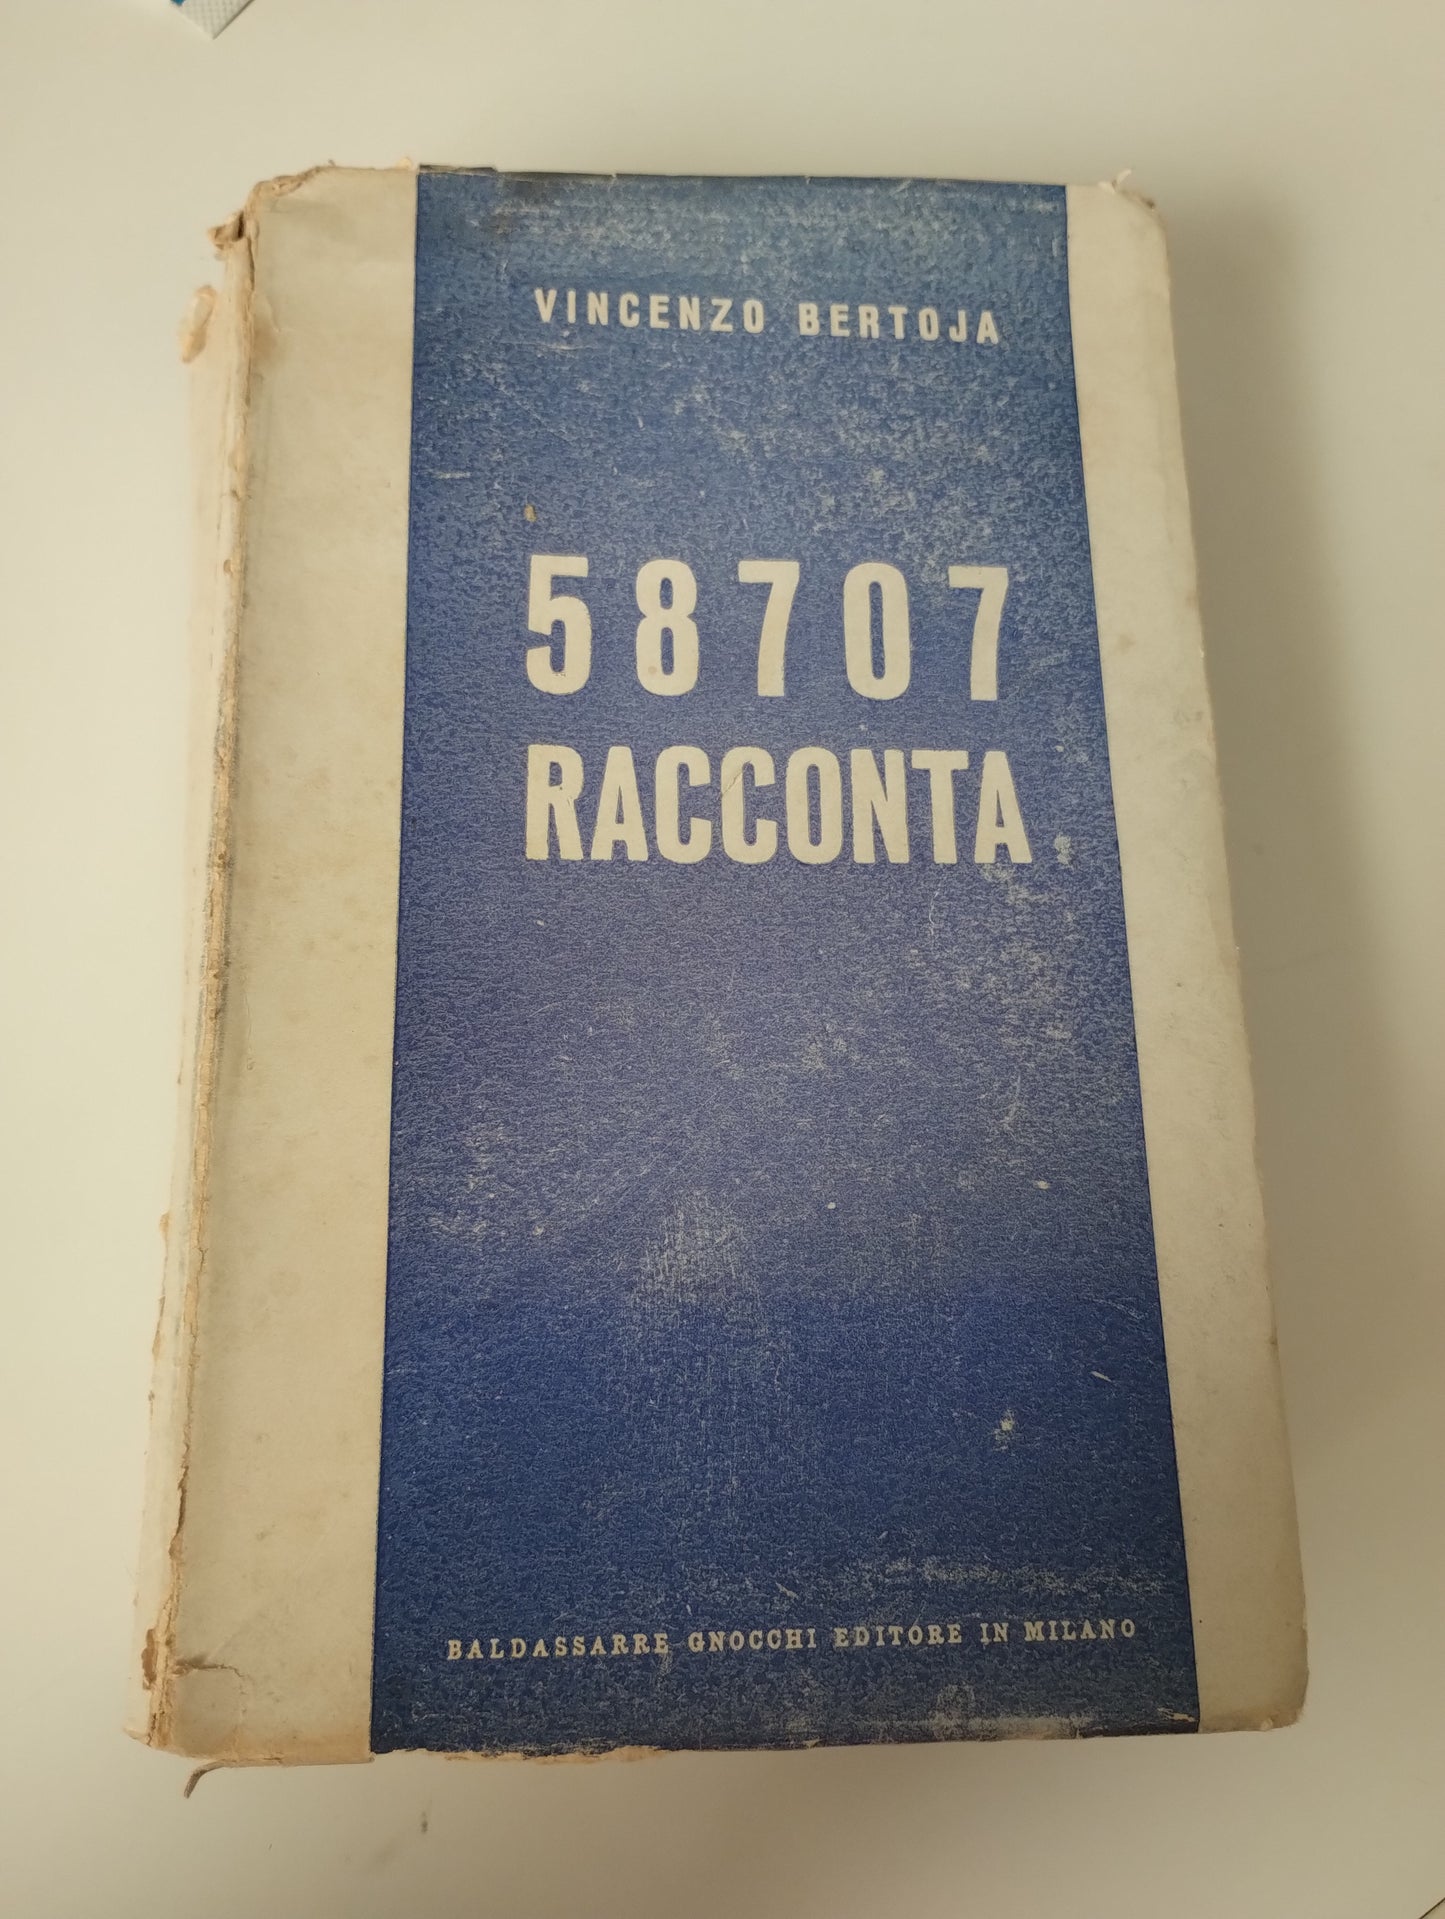 VINCENZO BERTOJA
58707
RACCONTA
BALDASSARRE GNOCCHI EDITORE IN MILANO